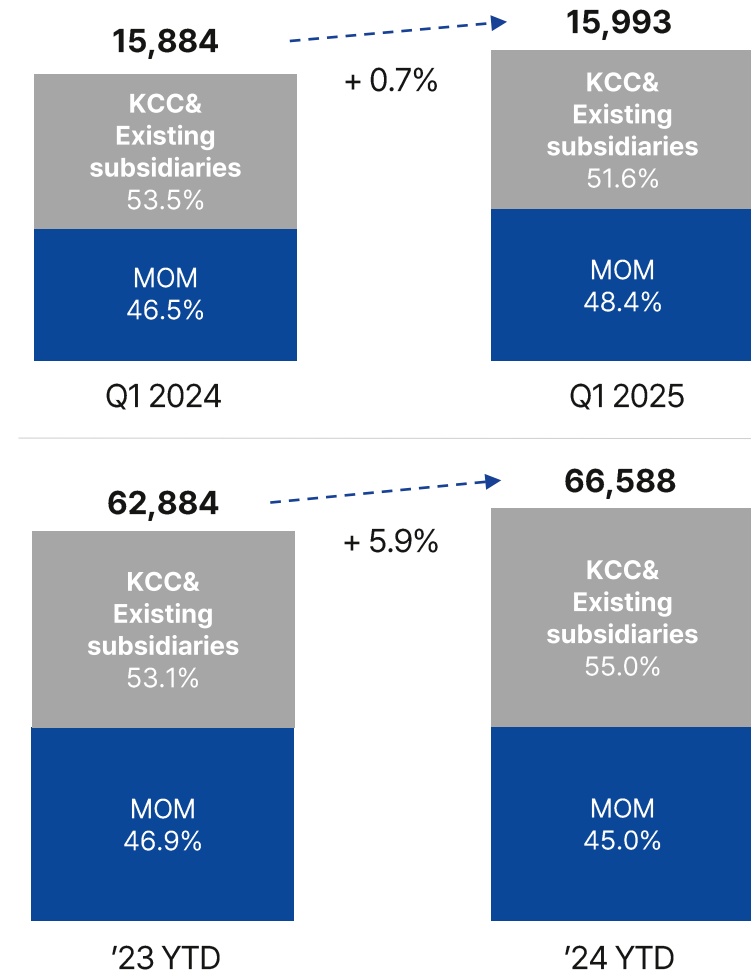 15,884
15,993
+ 0.7%
KCC&
Existing
subsidiaries
53.5%
KCC&
Existing
subsidiaries
51.6%
MOM
46.5%
MOM
48.4%
Q1 2024
Q1 2025
62,884
66,588
+ 5.9%
KCC&
Existing
subsidiaries
53.1%
KCC&
Existing
subsidiaries
55.0%
MOM
46.9%
MOM
45.0%
’23 YTD
’24 YTD